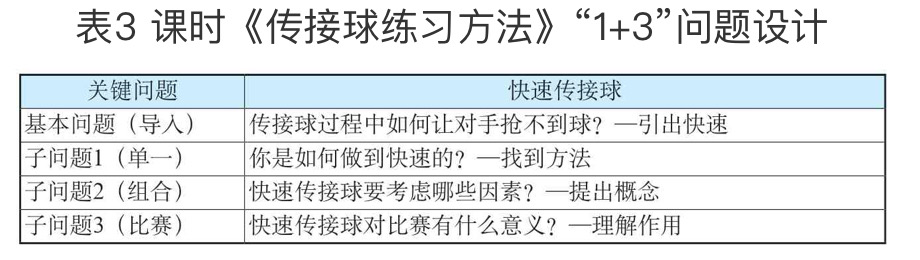 表3 课时《传接球练习方法》“1+3”问题设计
关键问题 快速传接球
基本问题（导入） 传接球过程中如何让对手抢不到球？—引出快速
子问题1（单一） 你是如何做到快速的？—找到方法
子问题2（组合） 快速传接球要考虑哪些因素？—提出概念
子问题3（比赛） 快速传接球对比赛有什么意义？—理解作用